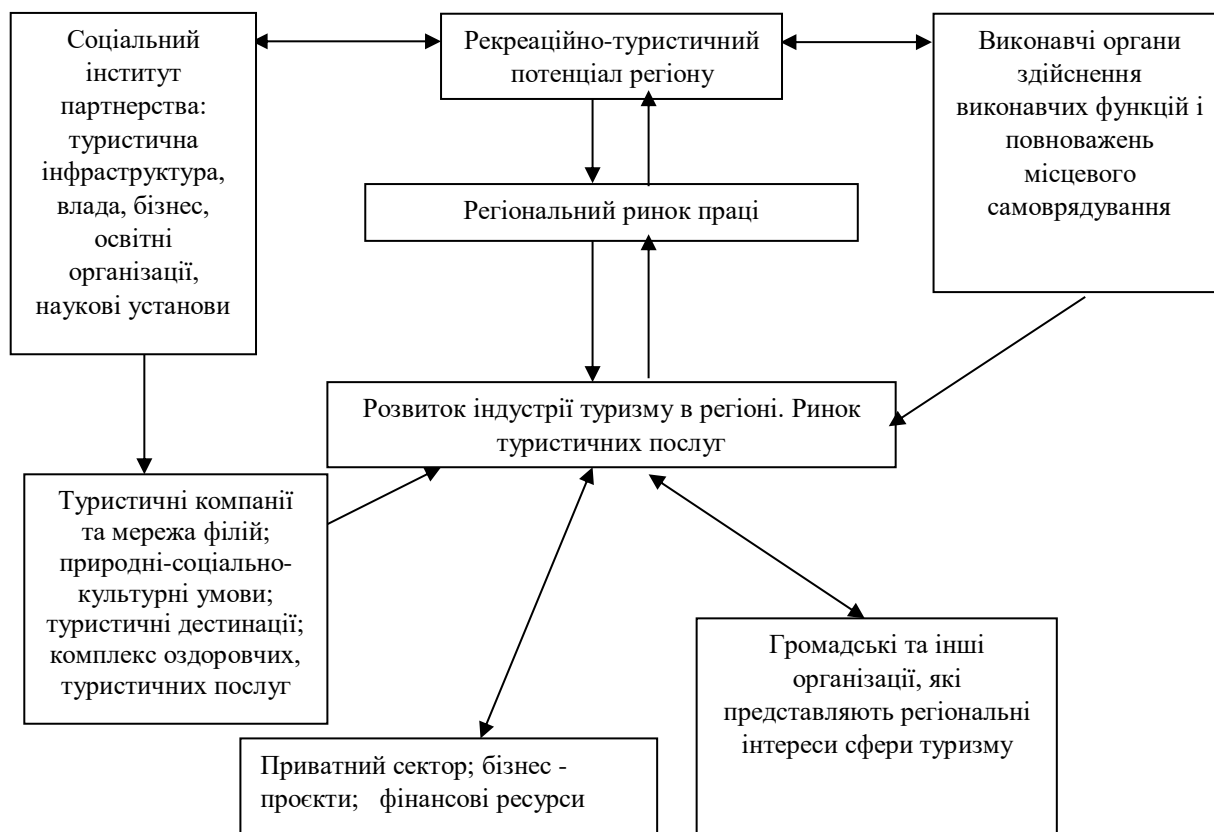 Соціальний
інститут
партнерства:
туристична
інфраструктура,
влада, бізнес,
освітні
організації,
наукові установи
Рекреаційно-туристичний
потенціал регіону
Виконавчі органи
здійснення
виконавчих функцій і
повноважень
місцевого
самоврядування
Регіональний ринок праці
Розвиток індустрії туризму в регіоні. Ринок
туристичних послуг
Туристичні компанії
та мережа філій;
природні-соціально-
культурні умови;
туристичні дестинації;
комплекс оздоровчих,
туристичних послуг
Громадські та інші
організації, які
представляють регіональні
інтереси сфери туризму
Приватний сектор; бізнес -
проєкти; фінансові ресурси